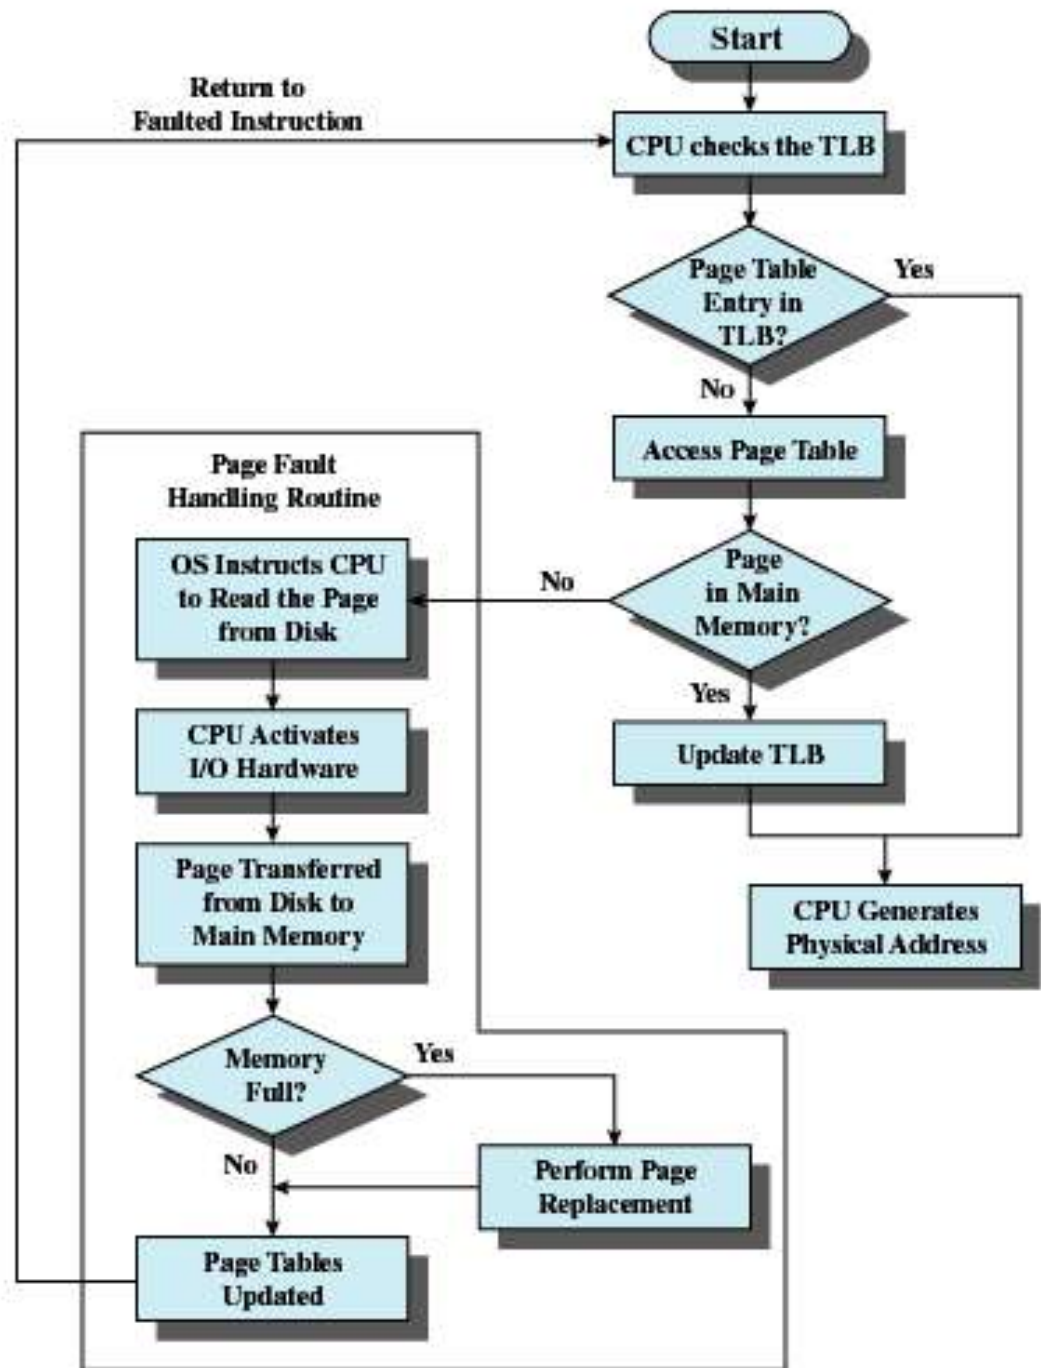 Start
Return to
Faulted Instruction
CPU checks the TLB
Page Table
Entry in
TLB?
Yes
No
Access Page Table
Page Fault
Handling Routine
OS Instructs CPU
to Read the Page
from Disk
No
Page
in Main
Memory?
Yes
CPU Activates
I/O Hardware
Update TLB
Page Transferred
from Disk to
Main Memory
CPU Generates
Physical Address
Memory
Full?
Yes
No
Perform Page
Replacement
Page Tables
Updated